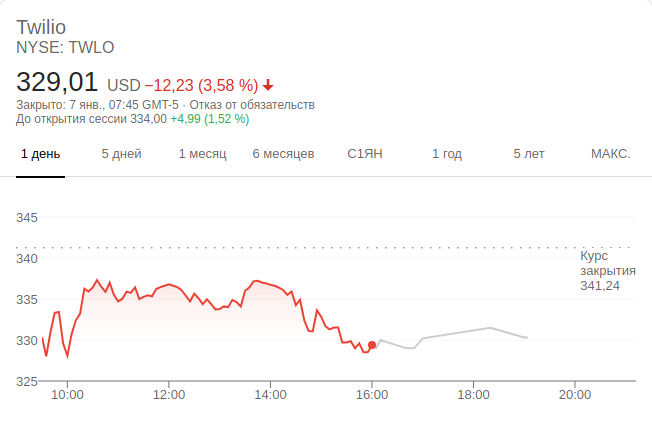 Twilio
NYSE: TWLO
329,01 USD −12,23 (3,58 %)
Закрыто: 7 янв., 07:45 GMT-5 · Отказ от обязательств
До открытия сессии 334,00 +4,99 (1,52 %)
1 день 5 дней 1 месяц 6 месяцев С1ЯН 1 год 5 лет МАКС.
345
340
335
330
325
Курс
закрытия
341,24
10:00 12:00 14:00 16:00 18:00 20:00